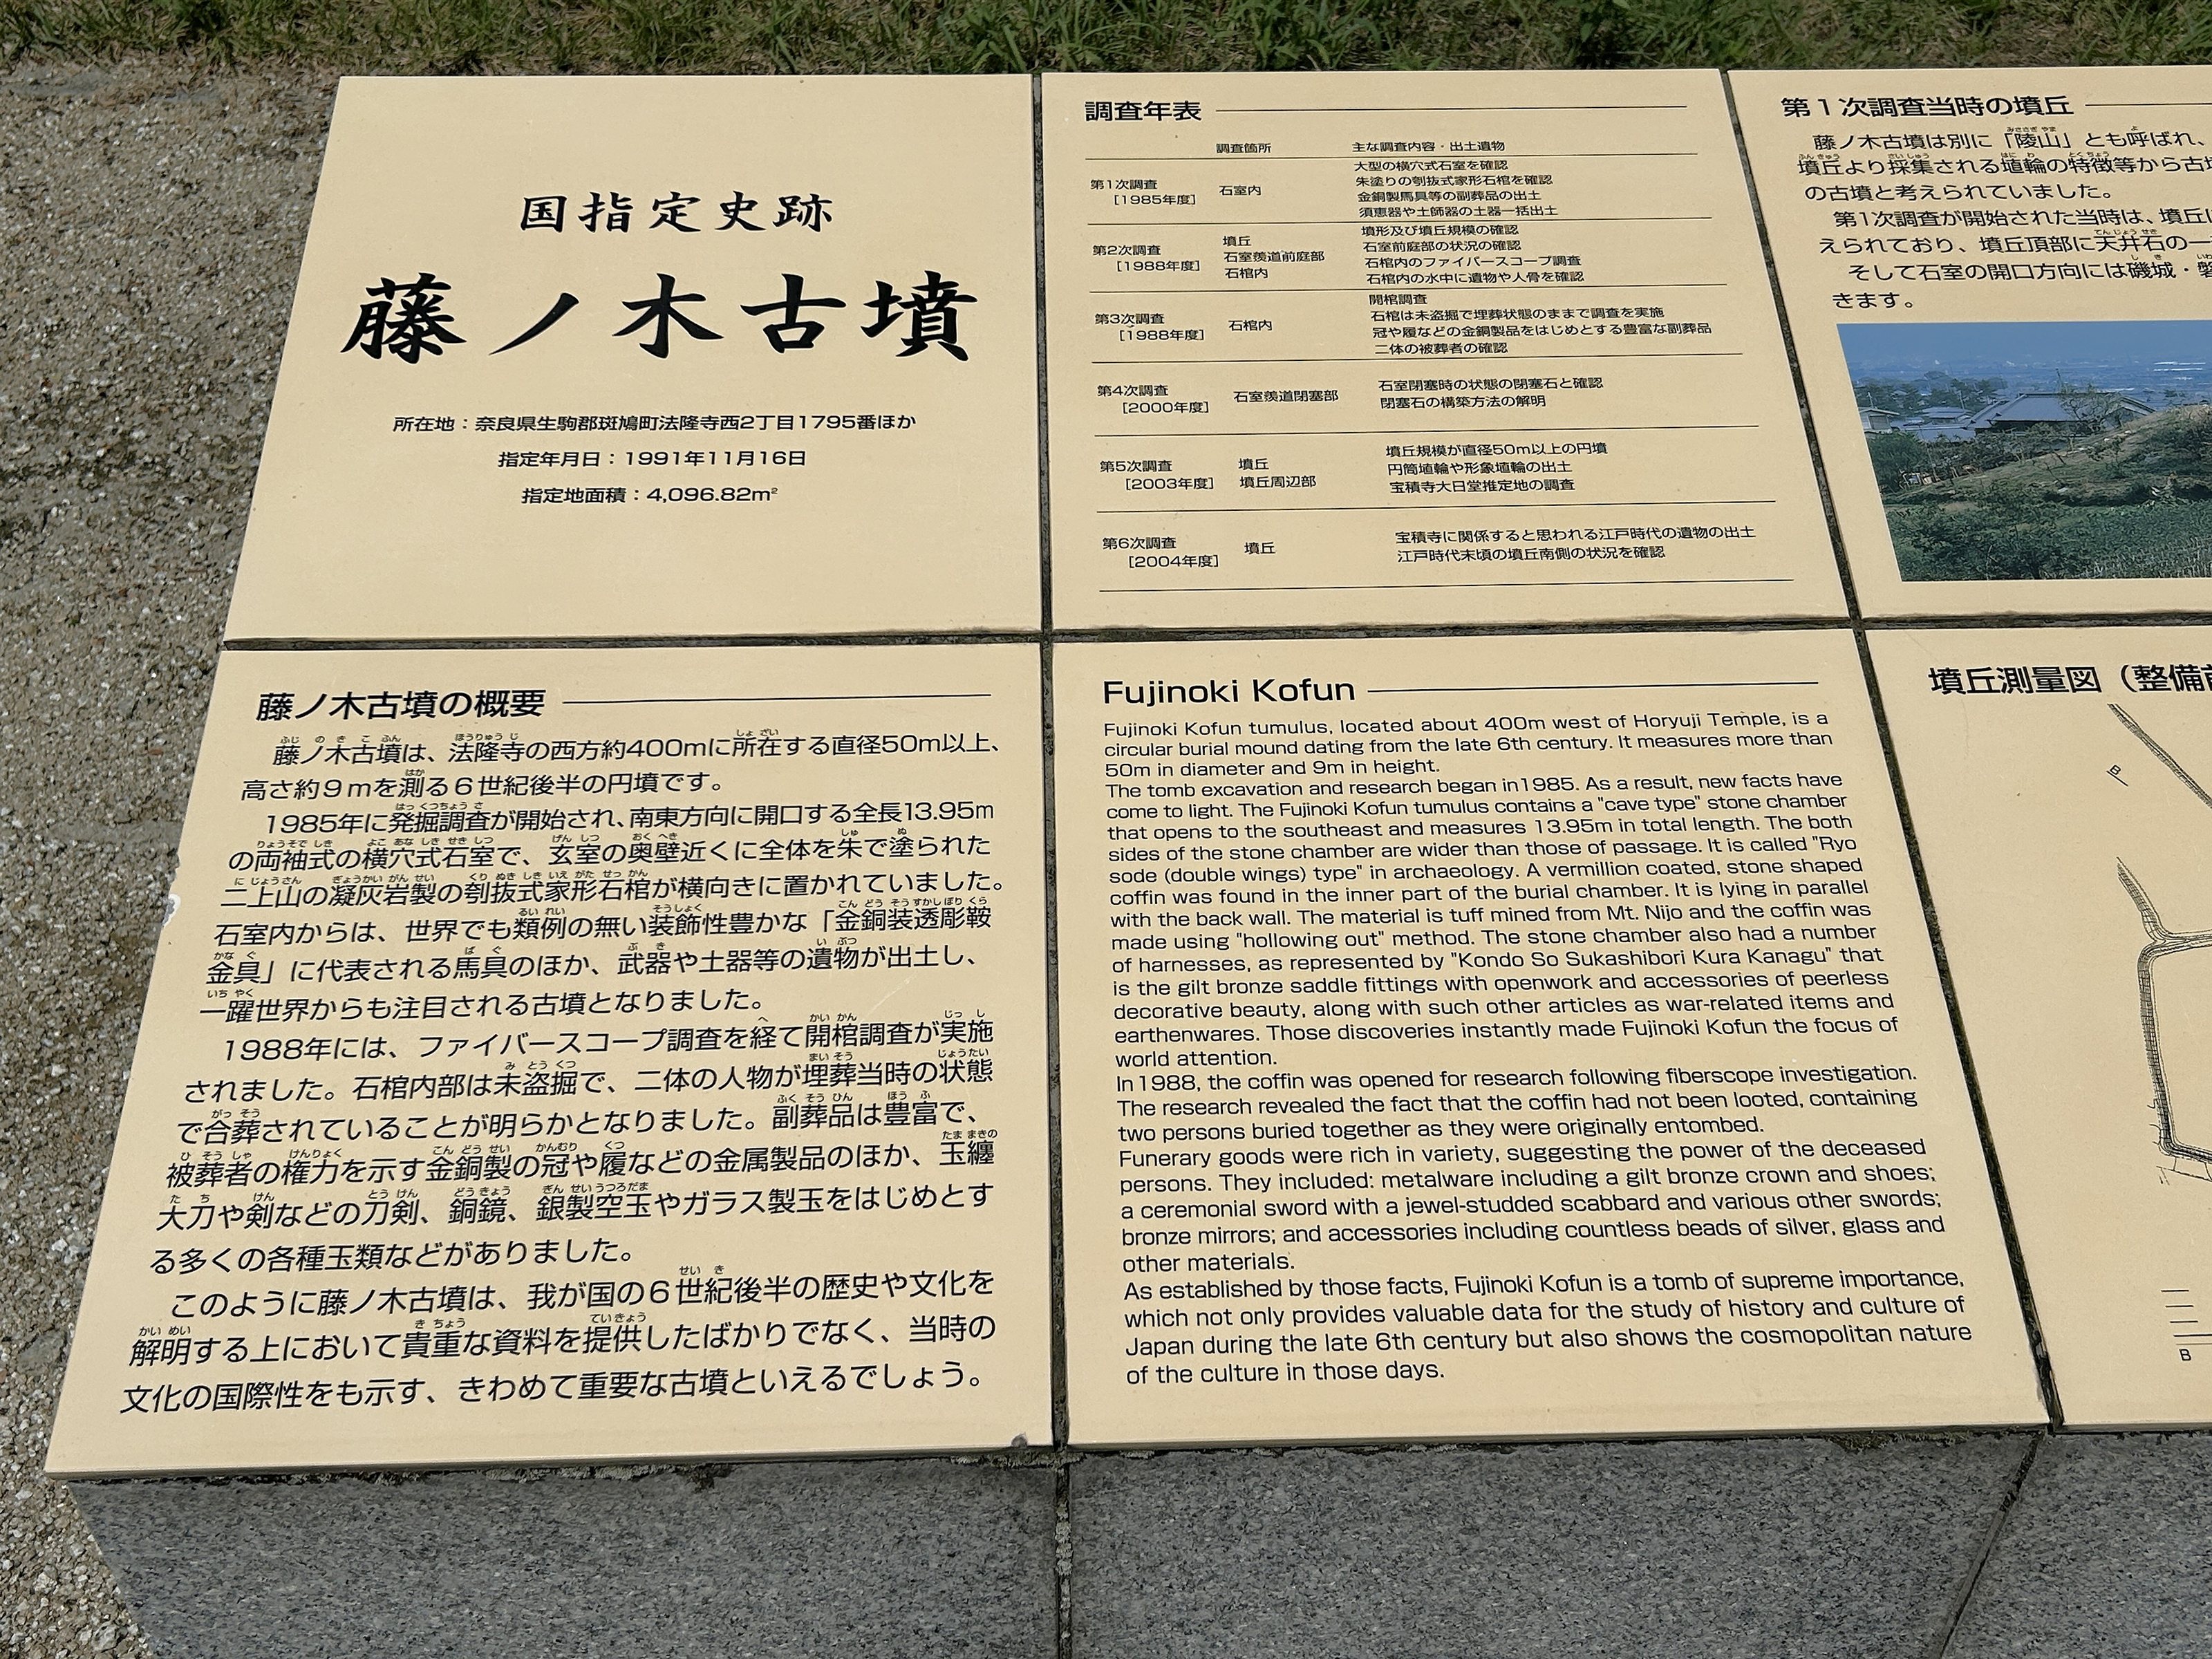 国指定史跡
藤ノ木古墳
所在地：奈良県生駒郡斑鳩町法隆寺西2丁目1795番ほか
指定年月日：1991年11月16日
指定地面積：4,096.82m²
調査年表
調査箇所 主な調査内容・出土遺物
第1次調査 [1985年度] 石室内
大型の横穴式石室を確認
朱塗りの刳抜式家形石棺を確認
金銅製馬具等の副葬品の出土
須恵器や土師器の土器一括出土
第2次調査 [1988年度]
墳丘
石室羨道前庭部
石棺内
墳形及び墳丘規模の確認
石室前庭部の状況の確認
石棺内のファイバースコープ調査
石棺内の水中に遺物や人骨を確認
第3次調査 [1988年度] 石棺内
開棺調査
石棺は未盗掘で埋葬状態のままで調査を実施
冠や履などの金銅製品をはじめとする豊富な副葬品
二体の被葬者の確認
第4次調査 [2000年度] 石室羨道閉塞部
石室閉塞時の状態の閉塞石と確認
閉塞石の構築方法の解明
第5次調査 [2003年度]
墳丘
墳丘周辺部
墳丘規模が直径50m以上の円墳
円筒埴輪や形象埴輪の出土
宝積寺大日堂推定地の調査
第6次調査 [2004年度] 墳丘
宝積寺に関係すると思われる江戸時代の遺物の出土
江戸時代末頃の墳丘南側の状況を確認
第1次調査当時の墳丘
藤ノ木古墳は別に「陵山」とも呼ばれ、
墳丘より採集される埴輪の特徴等から古
の古墳と考えられていました。
第1次調査が開始された当時は、墳丘
えられており、墳丘頂部に天井石の一
そして石室の開口方向には磯城・
きます。
藤ノ木古墳の概要
藤ノ木古墳は、法隆寺の西方約400mに所在する直径50m以上、
高さ約9mを測る6世紀後半の円墳です。
1985年に発掘調査が開始され、南東方向に開口する全長13.95m
の両袖式の横穴式石室で、玄室の奥壁近くに全体を朱で塗られた
二上山の凝灰岩製の刳抜式家形石棺が横向きに置かれていました。
石室内からは、世界でも類例の無い装飾性豊かな「金銅装透彫鞍
金具」に代表される馬具のほか、武器や土器等の遺物が出土し、
一躍世界からも注目される古墳となりました。
1988年には、ファイバースコープ調査を経て開棺調査が実施
されました。石棺内部は未盗掘で、二体の人物が埋葬当時の状態
で合葬されていることが明らかとなりました。副葬品は豊富で、
被葬者の権力を示す金銅製の冠や履などの金属製品のほか、玉纏
大刀や剣などの刀剣、銅鏡、銀製空玉やガラス製玉をはじめとす
る多くの各種玉類などがありました。
このように藤ノ木古墳は、我が国の6世紀後半の歴史や文化を
解明する上において貴重な資料を提供したばかりでなく、当時の
文化の国際性をも示す、きわめて重要な古墳といえるでしょう。
Fujinoki Kofun
Fujinoki Kofun tumulus, located about 400m west of Horyuji Temple, is a
circular burial mound dating from the late 6th century. It measures more than
50m in diameter and 9m in height.
The tomb excavation and research began in1985. As a result, new facts have
come to light. The Fujinoki Kofun tumulus contains a "cave type" stone chamber
that opens to the southeast and measures 13.95m in total length. The both
sides of the stone chamber are wider than those of passage. It is called "Ryo
sode (double wings) type" in archaeology. A vermillion coated, stone shaped
coffin was found in the inner part of the burial chamber. It is lying in parallel
with the back wall. The material is tuff mined from Mt. Nijo and the coffin was
made using "hollowing out" method. The stone chamber also had a number
of harnesses, as represented by "Kondo So Sukashibori Kura Kanagu" that
is the gilt bronze saddle fittings with openwork and accessories of peerless
decorative beauty, along with such other articles as war-related items and
earthenwares. Those discoveries instantly made Fujinoki Kofun the focus of
world attention.
In1988, the coffin was opened for research following fiberscope investigation.
The research revealed the fact that the coffin had not been looted, containing
two persons buried together as they were originally entombed.
Funerary goods were rich in variety, suggesting the power of the deceased
persons. They included: metalware including a gilt bronze crown and shoes;
a ceremonial sword with a jewel-studded scabbard and various other swords;
bronze mirrors; and accessories including countless beads of silver, glass and
other materials.
As established by those facts, Fujinoki Kofun is a tomb of supreme importance,
which not only provides valuable data for the study of history and culture of
Japan during the late 6th century but also shows the cosmopolitan nature
of the culture in those days.
墳丘測量図（整備
B
B